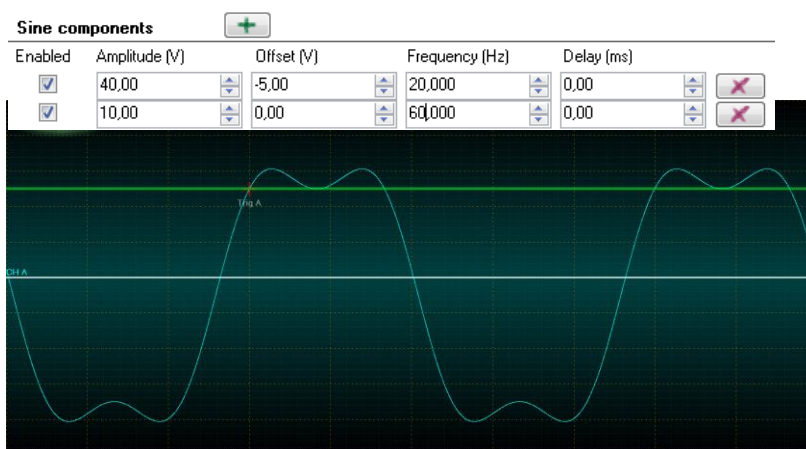 Sine components
Enabled Amplitude (V) Offset (V) Frequency (Hz) Delay (ms)
40,00 -5,00 20,000 0,00
10,00 0,00 60,000 0,00
Trig A
CH A